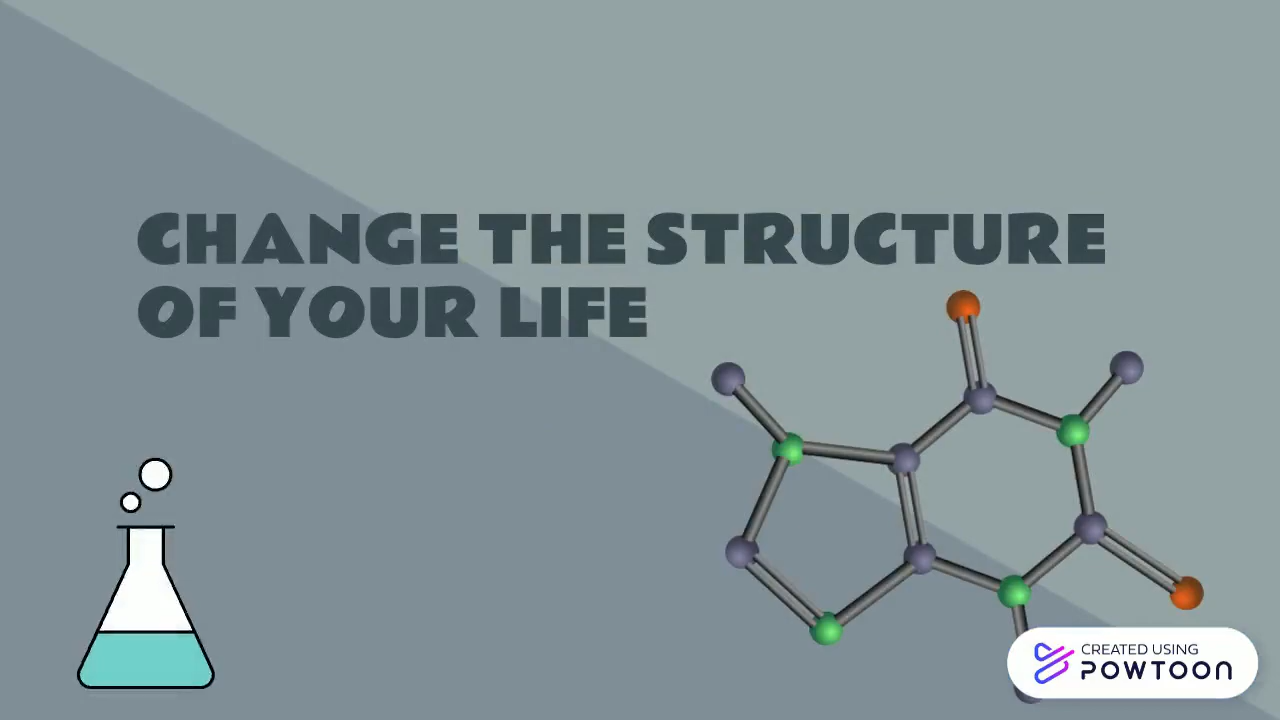 CHANGE THE STRUCTURE
OF YOUR LIFE
CREATED USING
POWTOON